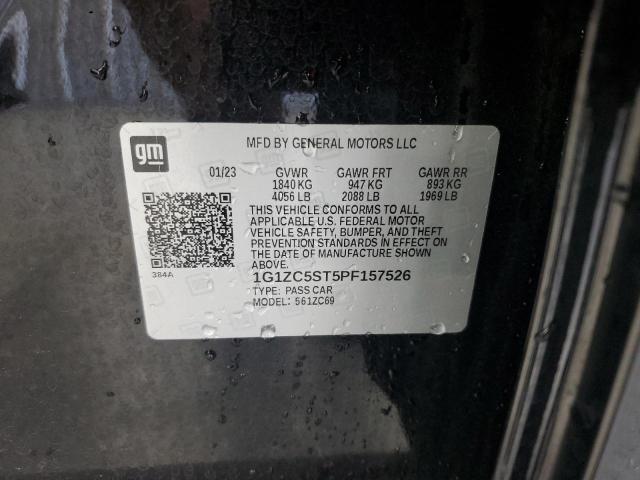 gm
MFD BY GENERAL MOTORS LLC
01/23 GVWR GAWR FRT GAWR RR
1840 KG 947 KG 893 KG
4056 LB 2088 LB 1969 LB
THIS VEHICLE CONFORMS TO ALL
APPLICABLE U.S. FEDERAL MOTOR
VEHICLE SAFETY, BUMPER, AND THEFT
PREVENTION STANDARDS IN EFFECT ON
THE DATE OF MANUFACTURE SHOWN
ABOVE.
384A
1G1ZC5ST5PF157526
TYPE: PASS CAR
MODEL: 561ZC69